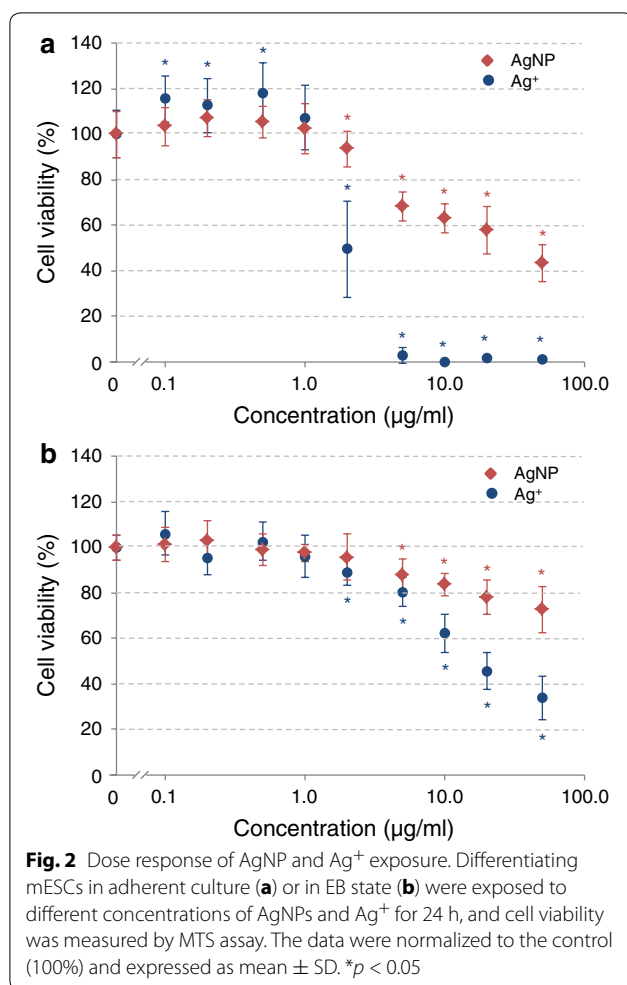 a
140
120
100
80
60
40
20
0
Cell viability (%)
AgNP
Ag⁺
* * * * * * * * * * * * *
0 0.1 1.0 10.0 100.0
Concentration (µg/ml)
b
140
120
100
80
60
40
20
0
Cell viability (%)
AgNP
Ag⁺
* * * * * * * * *
0 0.1 1.0 10.0 100.0
Concentration (µg/ml)
Fig. 2 Dose response of AgNP and Ag⁺ exposure. Differentiating
mESCs in adherent culture (a) or in EB state (b) were exposed to
different concentrations of AgNPs and Ag⁺ for 24 h, and cell viability
was measured by MTS assay. The data were normalized to the control
(100%) and expressed as mean ± SD. *p < 0.05